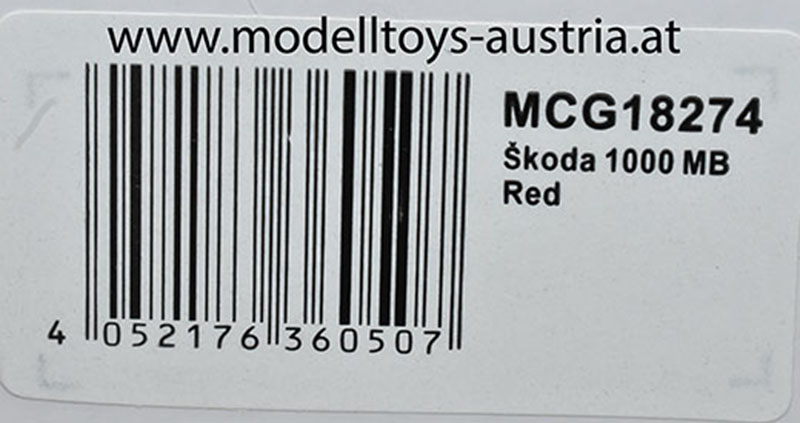 www.modelltoys-austria.at
MCG18274
Škoda 1000 MB
Red
4 052176 360507